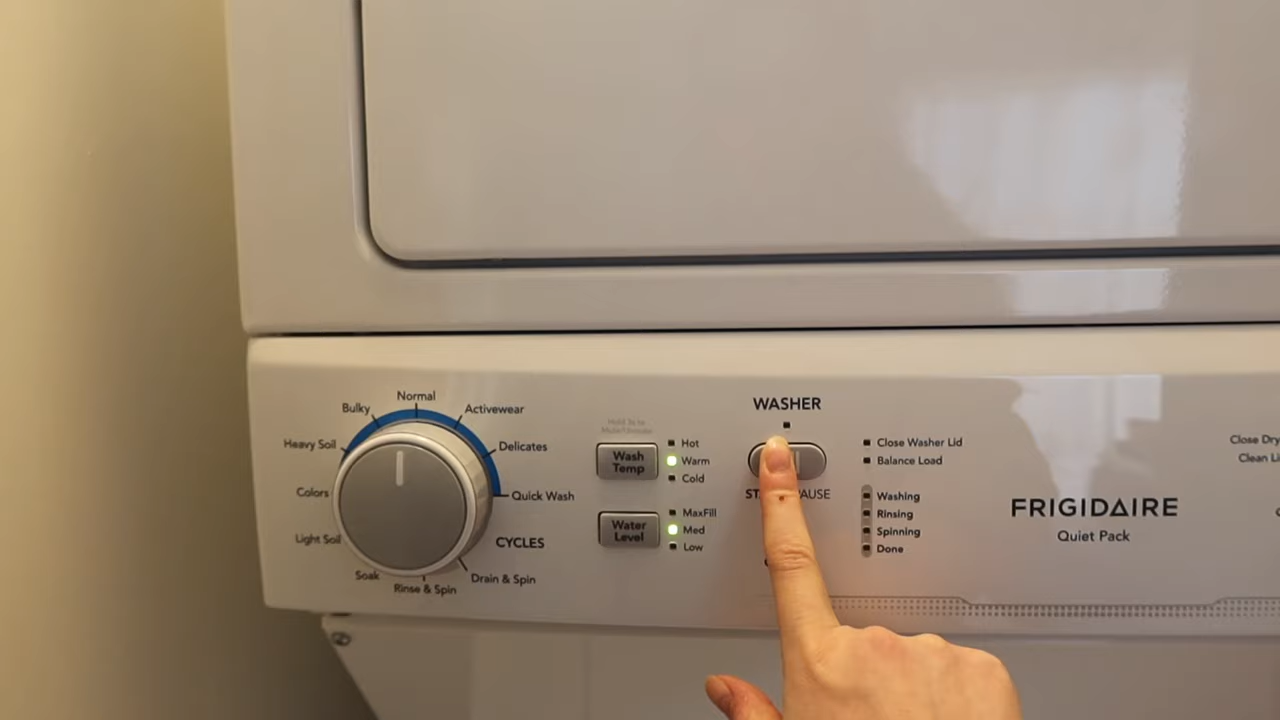 Normal
Bulky
Activewear
Heavy Soil
Delicates
Colors
Quick Wash
Light Soil
CYCLES
Soak
Rinse & Spin
Drain & Spin
Wash
Temp
Hot
Warm
Cold
Water
Level
MaxFill
Med
Low
WASHER
Close Washer Lid
Balance Load
Washing
Rinsing
Spinning
Done
FRIGIDAIRE
Quiet Pack
Close
Clean